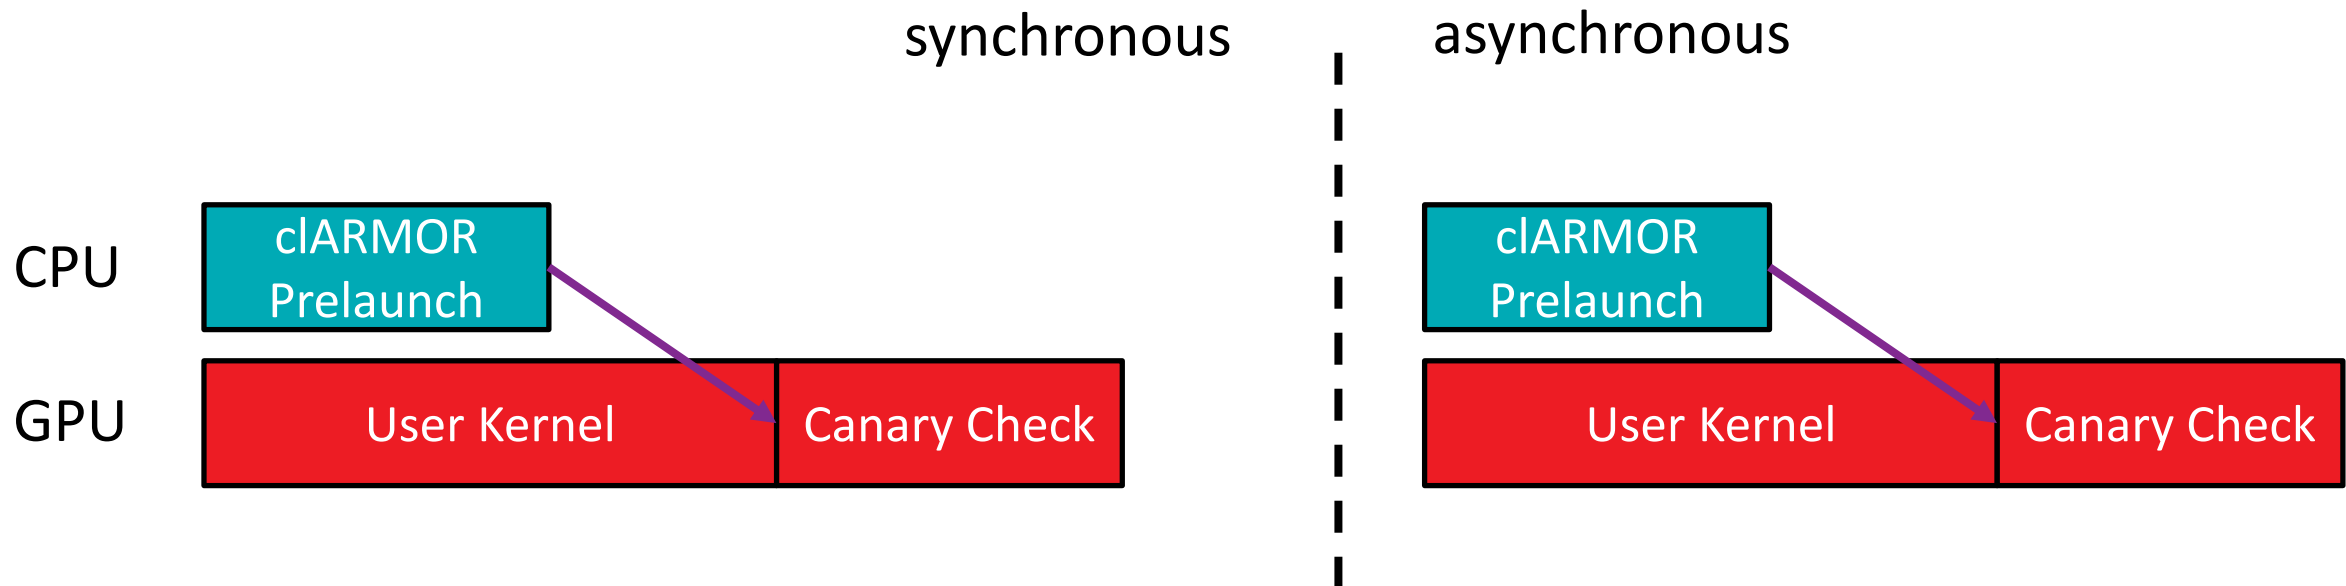 synchronous
asynchronous
CPU
clARMOR
Prelaunch
clARMOR
Prelaunch
GPU
User Kernel
Canary Check
User Kernel
Canary Check